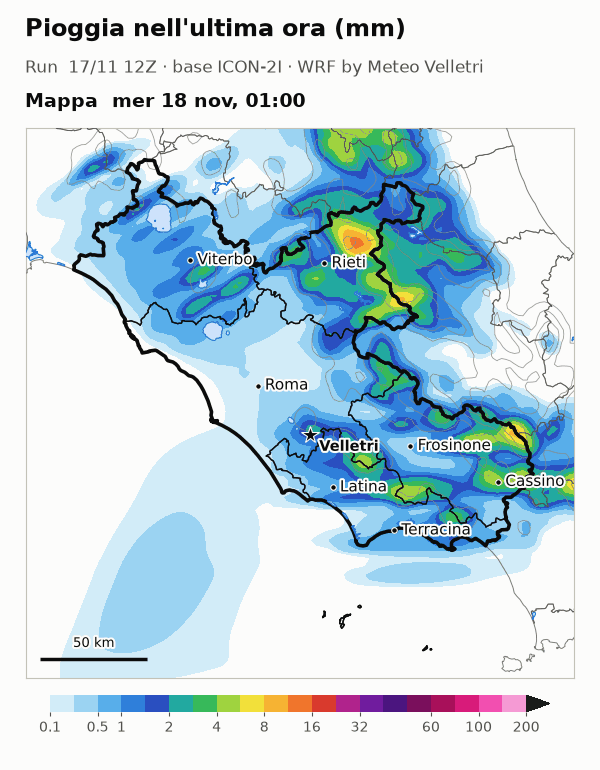 Pioggia nell'ultima ora (mm)
Run  17/11 12Z · base ICON-2I · WRF by Meteo Velletri
Mappa  mer 18 nov, 01:00
Viterbo
Rieti
Roma
Velletri
Frosinone
Latina
Cassino
Terracina
50 km
0.1 0.5 1 2 4 8 16 32 60 100 200